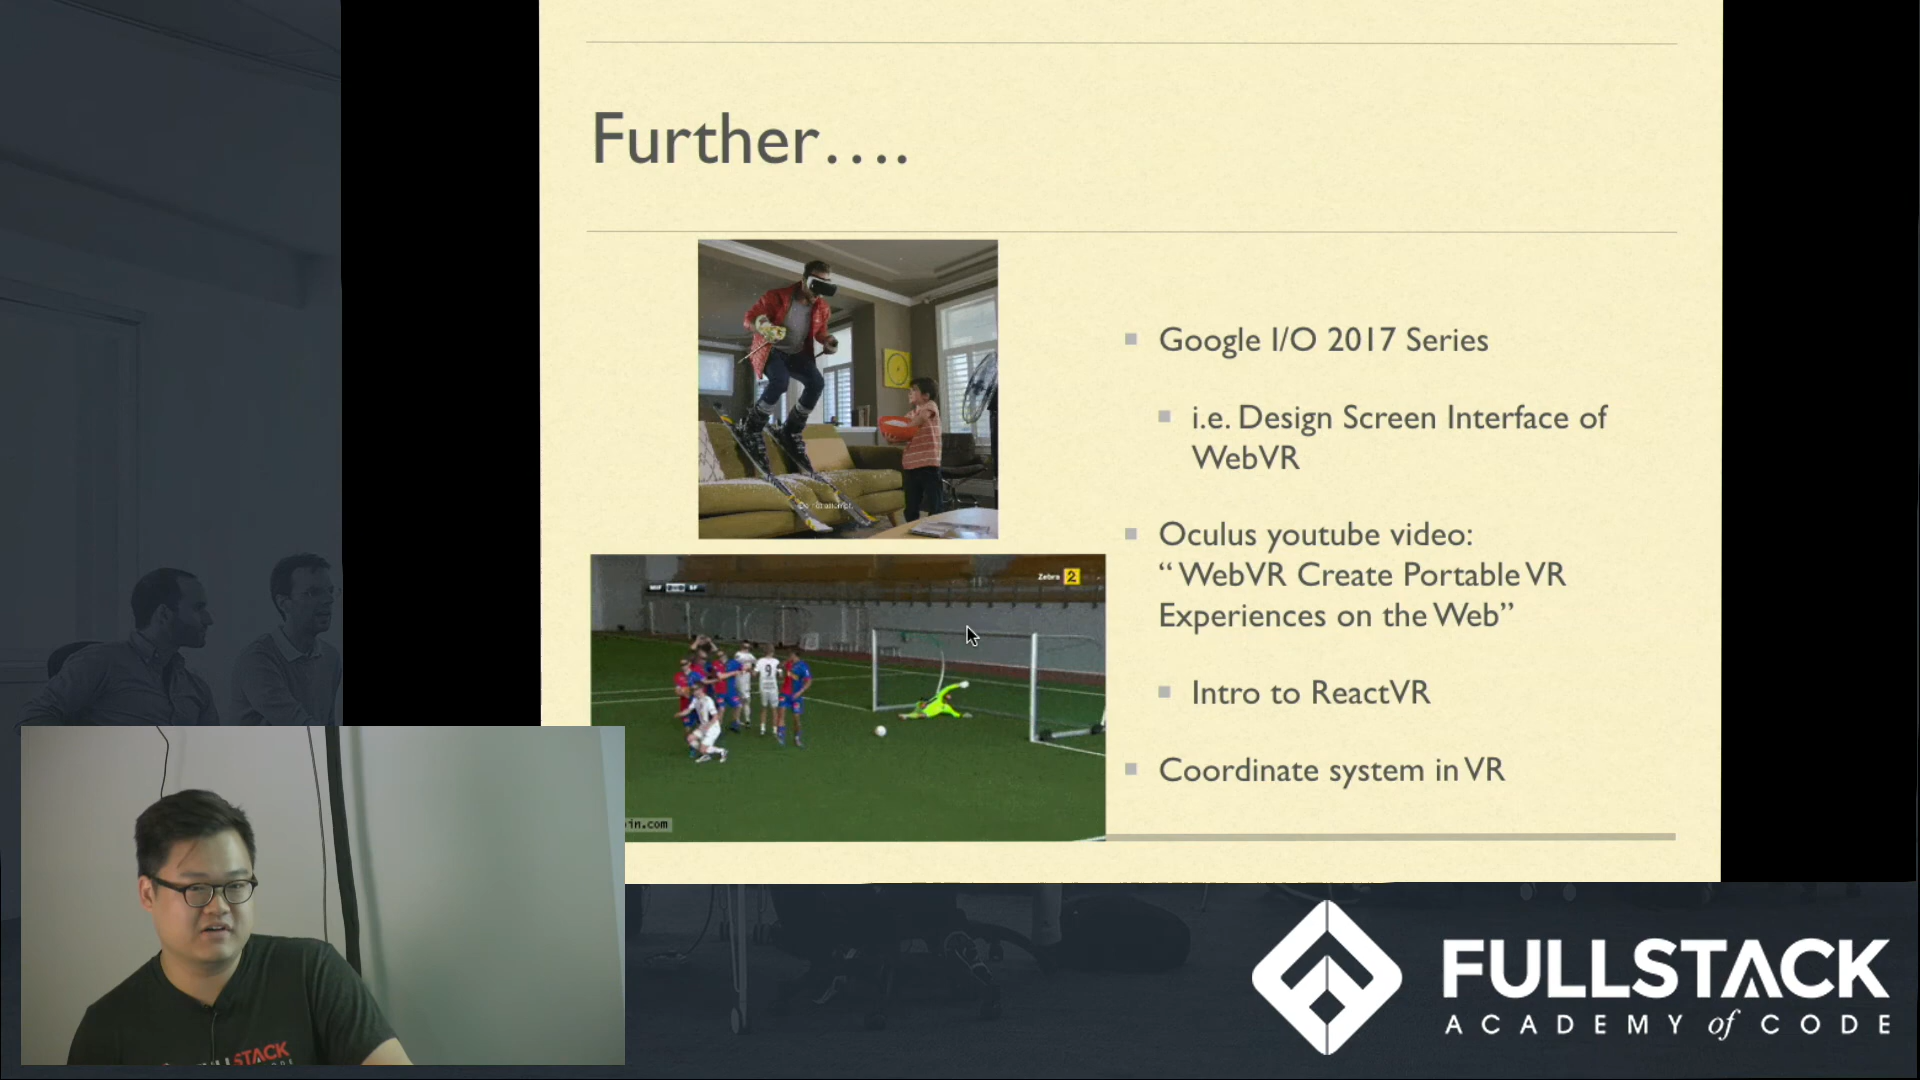 Further....
Google I/O 2017 Series
i.e. Design Screen Interface of
WebVR
Oculus youtube video:
“ WebVR Create Portable VR
Experiences on the Web”
Intro to ReactVR
Coordinate system in VR
Zebra 2
9
in.com
STACK
FULLSTACK
ACADEMY of CODE